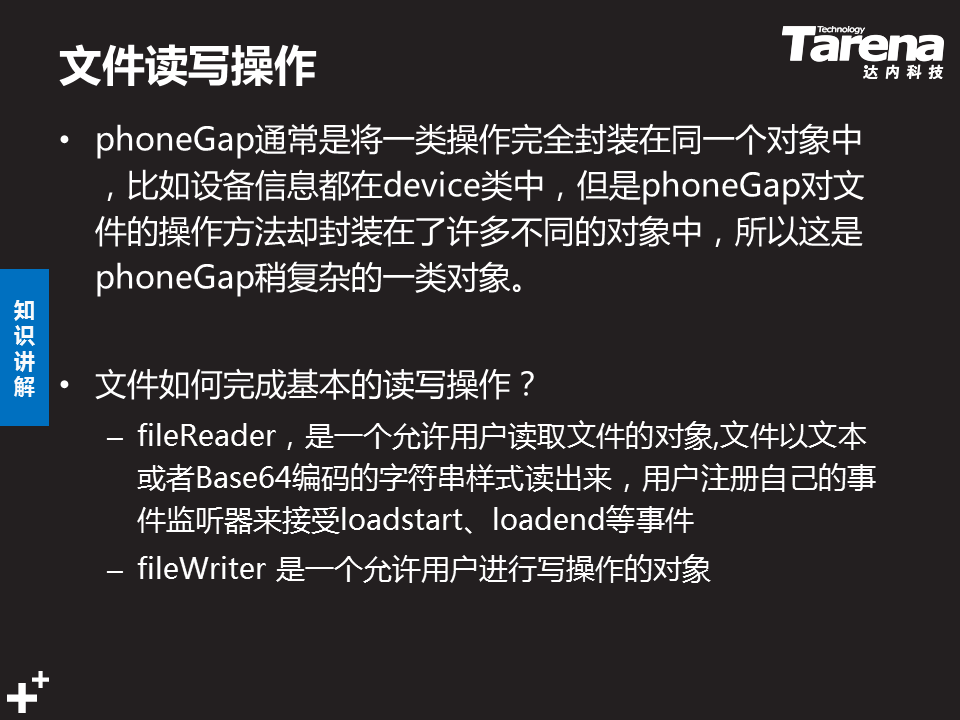 文件读写操作
Technology
Tarena
达内科技
• phoneGap通常是将一类操作完全封装在同一个对象中
，比如设备信息都在device类中，但是phoneGap对文
件的操作方法却封装在了许多不同的对象中，所以这是
phoneGap稍复杂的一类对象。
知识讲解
• 文件如何完成基本的读写操作？
– fileReader，是一个允许用户读取文件的对象,文件以文本
或者Base64编码的字符串样式读出来，用户注册自己的事
件监听器来接受loadstart、loadend等事件
– fileWriter 是一个允许用户进行写操作的对象